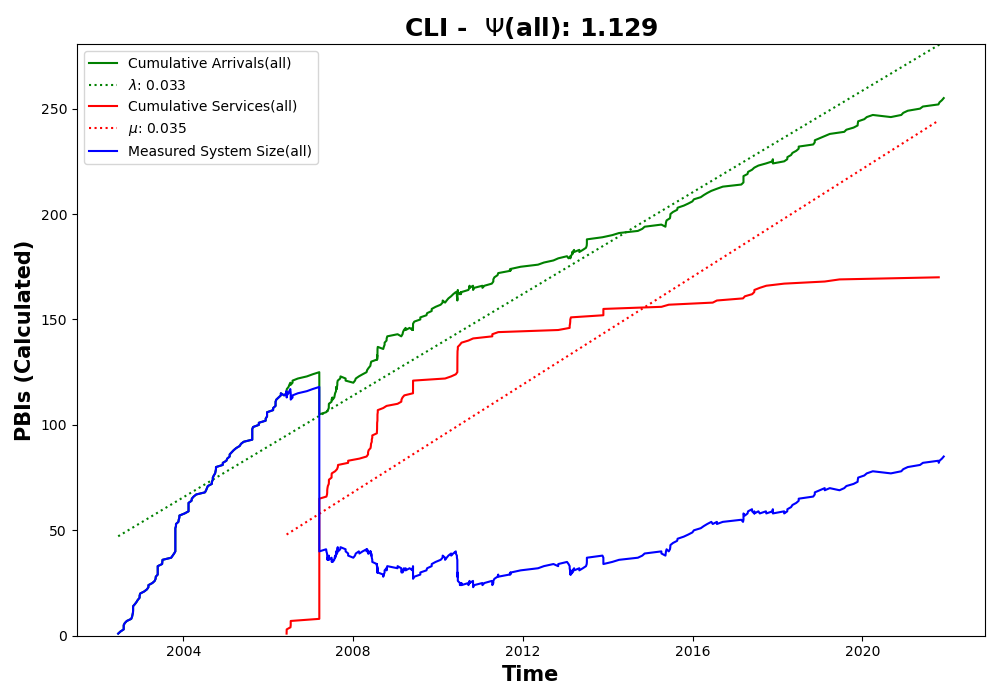 CLI - Ψ(all): 1.129
Cumulative Arrivals(all)
λ: 0.033
Cumulative Services(all)
μ: 0.035
Measured System Size(all)
PBIs (Calculated)
250
200
150
100
50
0
2004 2008 2012 2016 2020
Time